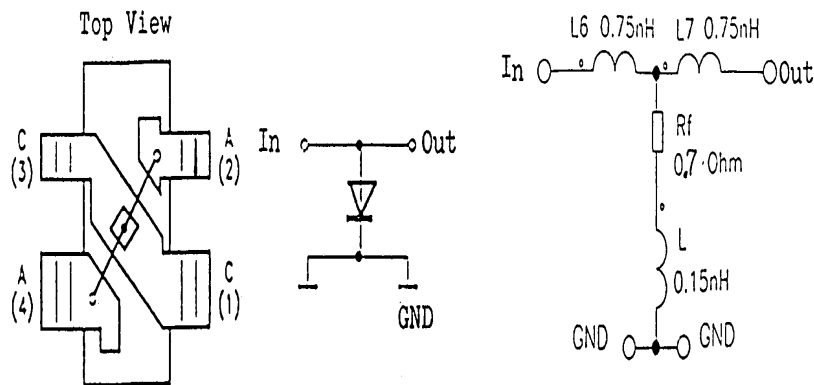 Top View
C
(3)
A
(2)
A
(4)
C
(1)
In
Out
GND
L6 0.75nH
L7 0.75nH
In
Out
Rf
0.7·Ohm
L
0.15nH
GND
GND